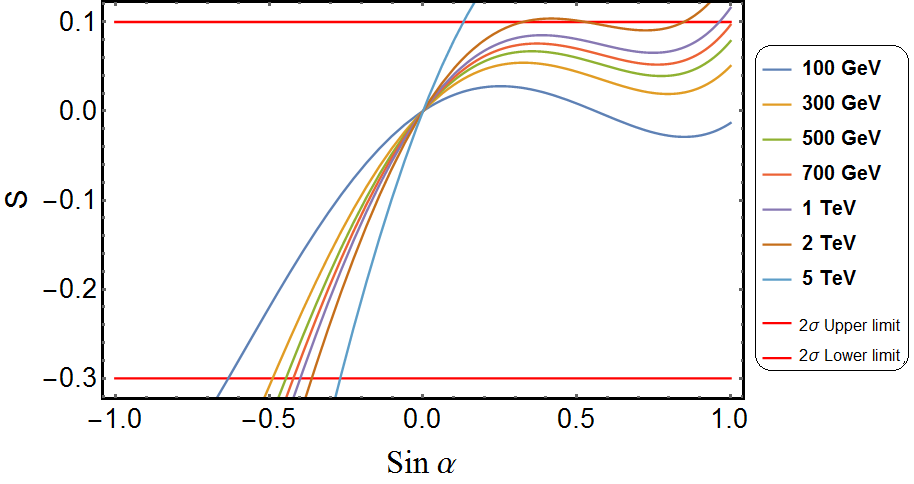 0.1
0.0
−0.1
−0.2
−0.3
S
−1.0 −0.5 0.0 0.5 1.0
Sin α
100 GeV
300 GeV
500 GeV
700 GeV
1 TeV
2 TeV
5 TeV
2σ Upper limit
2σ Lower limit